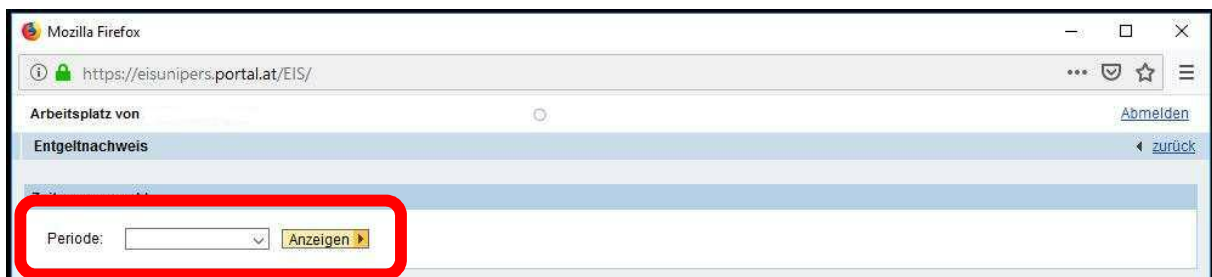 Mozilla Firefox
https://eisunipers.portal.at/EIS/
Arbeitsplatz von
Abmelden
Entgeltnachweis
zurück
Periode:
Anzeigen